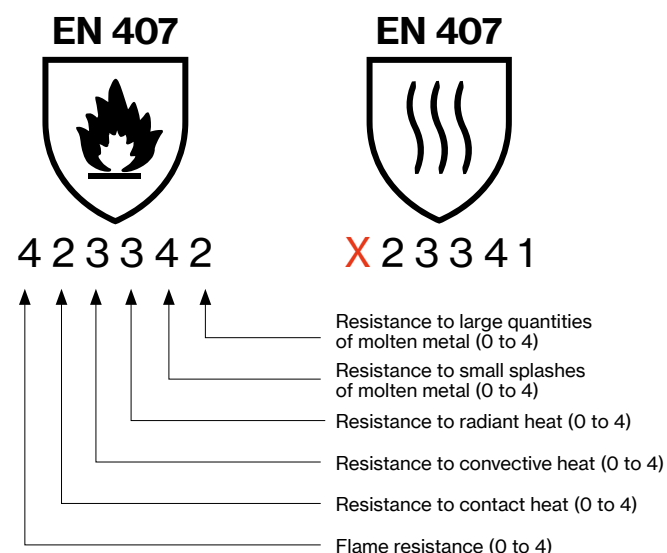 EN 407
EN 407
4 2 3 3 4 2
X 2 3 3 4 1
Resistance to large quantities
of molten metal (0 to 4)
Resistance to small splashes
of molten metal (0 to 4)
Resistance to radiant heat (0 to 4)
Resistance to convective heat (0 to 4)
Resistance to contact heat (0 to 4)
Flame resistance (0 to 4)